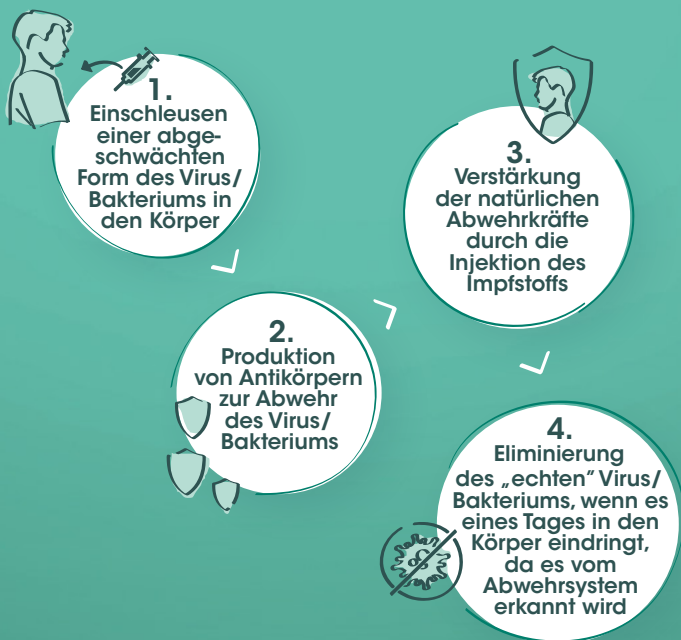 1.
Einschleusen
einer abge-
schwächten
Form des Virus/
Bakteriums in
den Körper
2.
Produktion
von Antikörpern
zur Abwehr
des Virus/
Bakteriums
3.
Verstärkung
der natürlichen
Abwehrkräfte
durch die
Injektion des
Impfstoffs
4.
Eliminierung
des „echten” Virus/
Bakteriums, wenn es
eines Tages in den
Körper eindringt,
da es vom
Abwehrsystem
erkannt wird